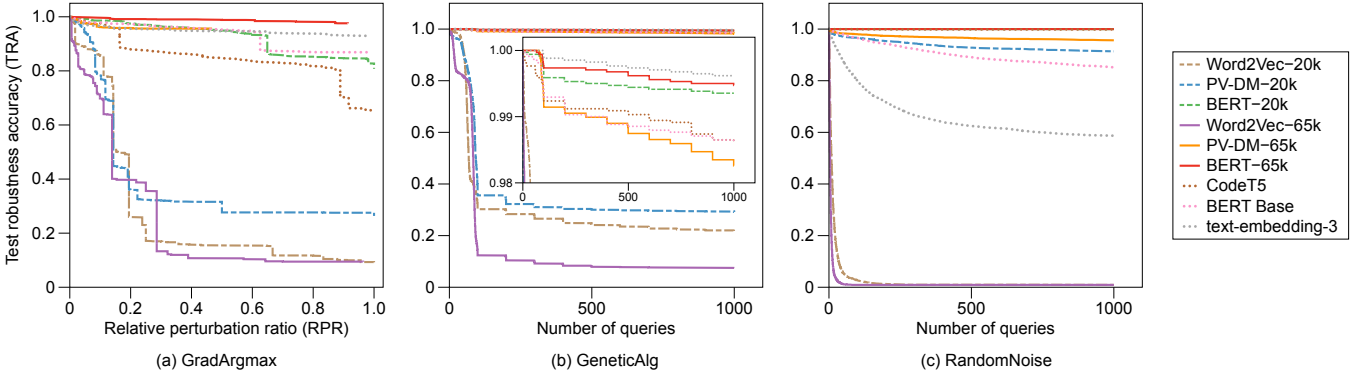 Test robustness accuracy (TRA)
1.0
0.8
0.6
0.4
0.2
0
0 0.2 0.4 0.6 0.8 1.0
Relative perturbation ratio (RPR)
(a) GradArgmax
1.0
0.8
0.6
0.4
0.2
0
0 500 1000
Number of queries
(b) GeneticAlg
1.00
0.99
0.98
0 500 1000
1.0
0.8
0.6
0.4
0.2
0
0 500 1000
Number of queries
(c) RandomNoise
Word2Vec−20k
PV−DM−20k
BERT−20k
Word2Vec−65k
PV−DM−65k
BERT−65k
CodeT5
BERT Base
text−embedding−3